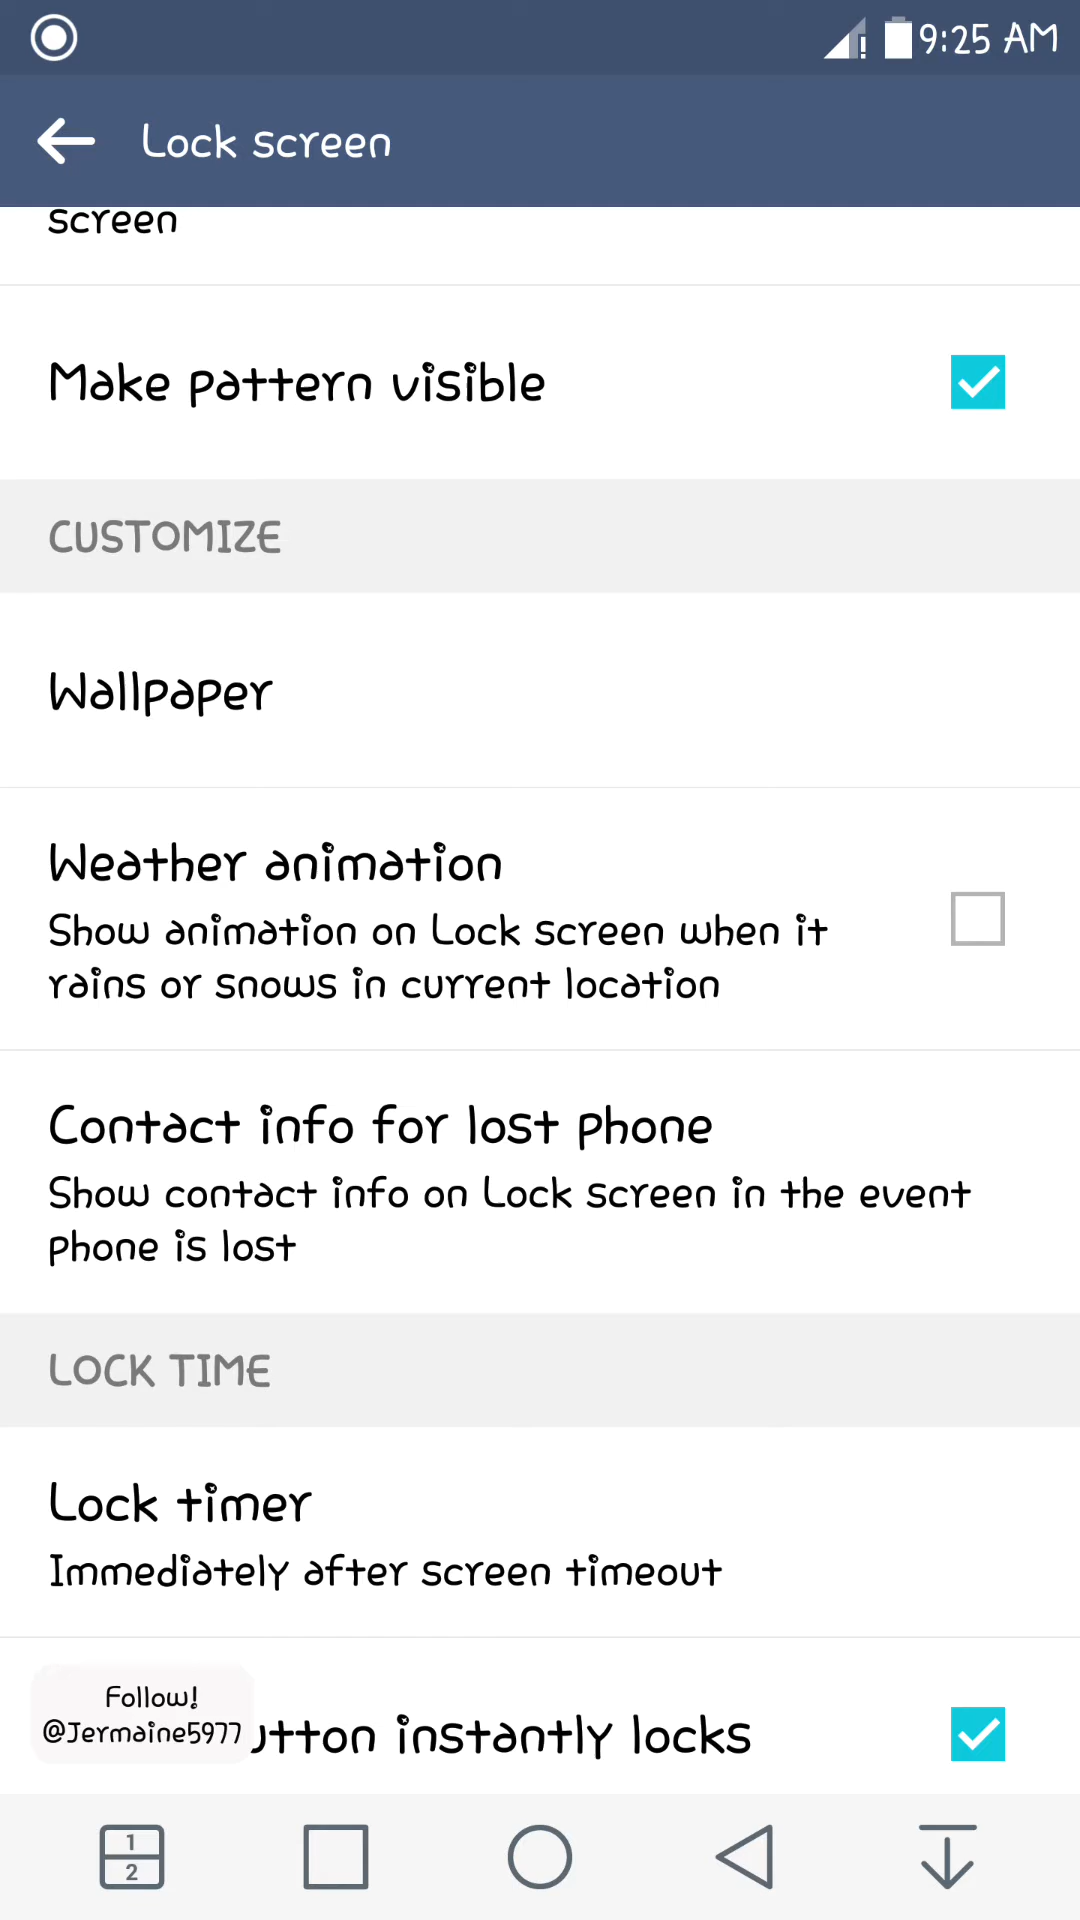 9:25 AM
Lock screen
screen
Make pattern visible
CUSTOMIZE
Wallpaper
Weather animation
Show animation on Lock screen when it
rains or snows in current location
Contact info for lost phone
Show contact info on Lock screen in the event
phone is lost
LOCK TIME
Lock timer
Immediately after screen timeout
Follow!
@Jermaine5977
instantly locks
1
2